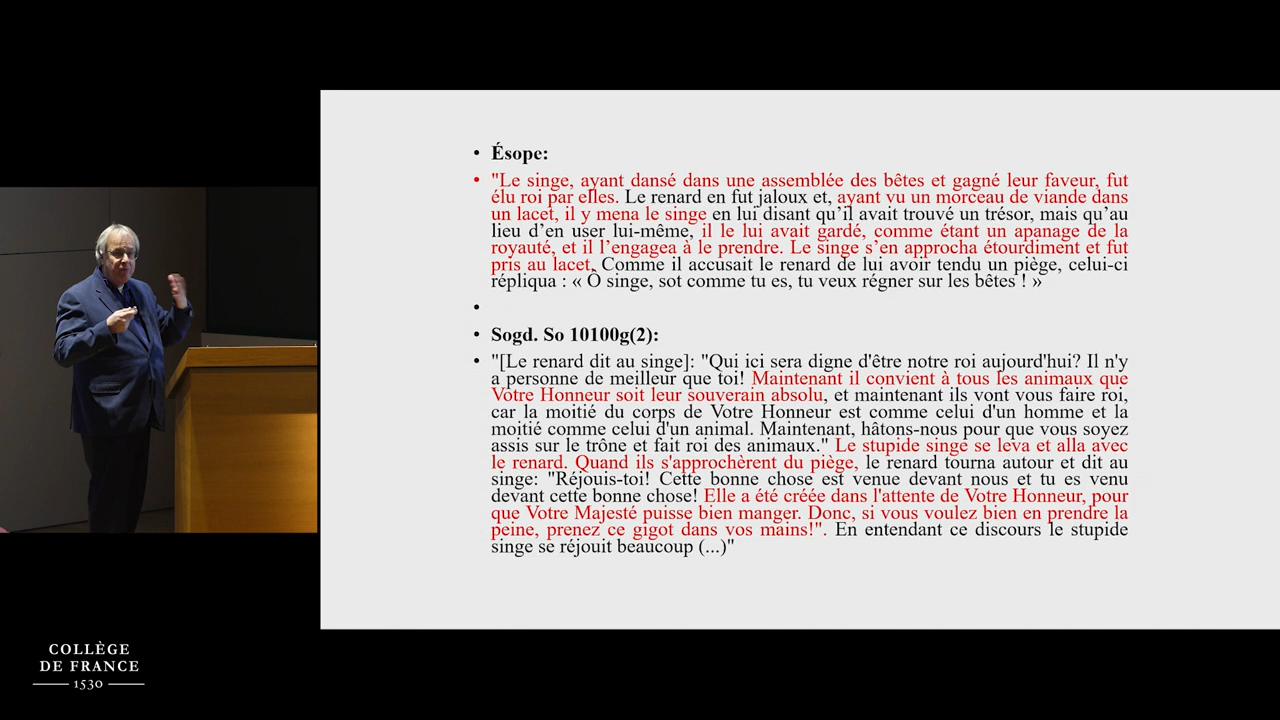 • Ésope:
• "Le singe, ayant dansé dans une assemblée des bêtes et gagné leur faveur, fut
élu roi par elles. Le renard en fut jaloux et, ayant vu un morceau de viande dans
un lacet, il y mena le singe en lui disant qu’il avait trouvé un trésor, mais qu’au
lieu d’en user lui-même, il le lui avait gardé, comme étant un apanage de la
royauté, et il l’engagea à le prendre. Le singe s’en approcha étourdiment et fut
pris au lacet. Comme il accusait le renard de lui avoir tendu un piège, celui-ci
répliqua : « Ô singe, sot comme tu es, tu veux régner sur les bêtes ! »
•
• Sogd. So 10100g(2):
• "[Le renard dit au singe]: "Qui ici sera digne d'être notre roi aujourd'hui? Il n'y
a personne de meilleur que toi! Maintenant il convient à tous les animaux que
Votre Honneur soit leur souverain absolu, et maintenant ils vont vous faire roi,
car la moitié du corps de Votre Honneur est comme celui d'un homme et la
moitié comme celui d'un animal. Maintenant, hâtons-nous pour que vous soyez
assis sur le trône et fait roi des animaux." Le stupide singe se leva et alla avec
le renard. Quand ils s'approchèrent du piège, le renard tourna autour et dit au
singe: "Réjouis-toi! Cette bonne chose est venue devant nous et tu es venu
devant cette bonne chose! Elle a été créée dans l'attente de Votre Honneur, pour
que Votre Majesté puisse bien manger. Donc, si vous voulez bien en prendre la
peine, prenez ce gigot dans vos mains!". En entendant ce discours le stupide
singe se réjouit beaucoup (...)"
COLLÈGE
DE FRANCE
1530